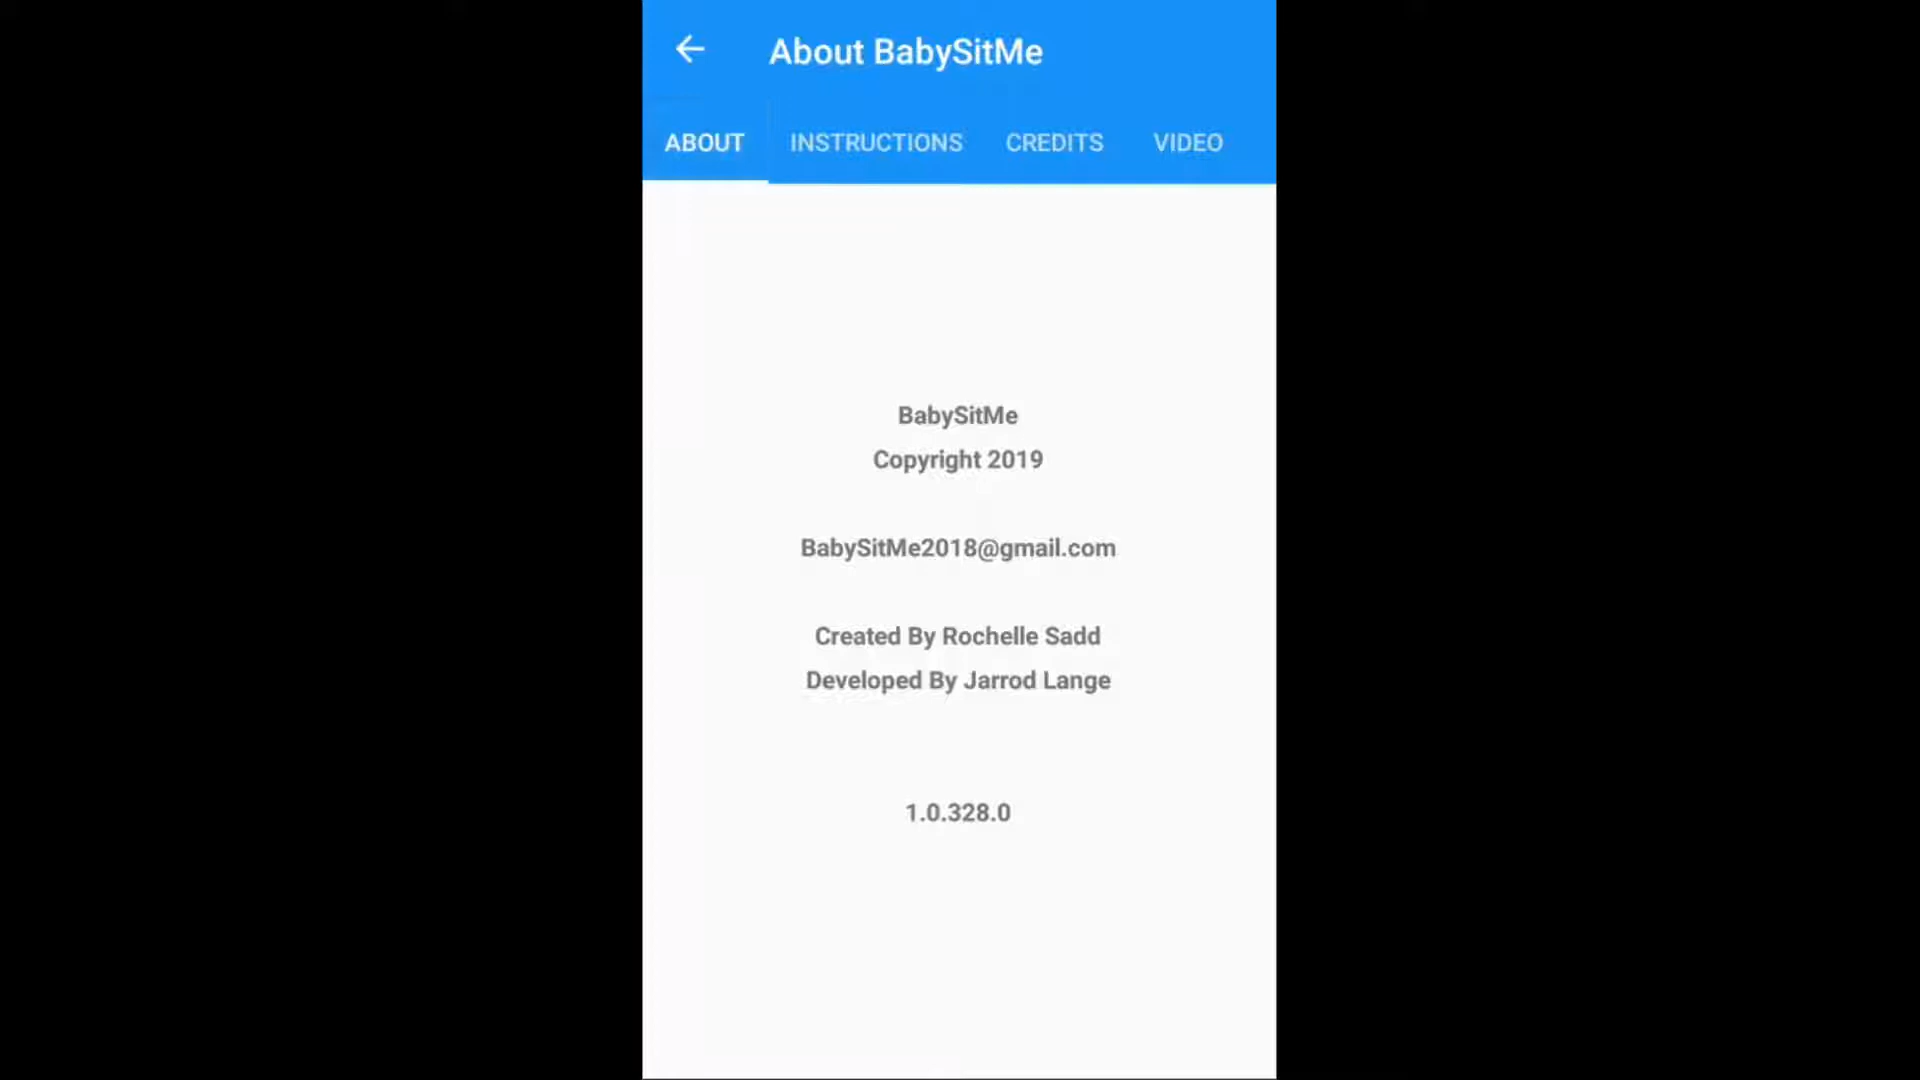 About BabySitMe
ABOUT INSTRUCTIONS CREDITS VIDEO
BabySitMe
Copyright 2019
BabySitMe2018@gmail.com
Created By Rochelle Sadd
Developed By Jarrod Lange
1.0.328.0